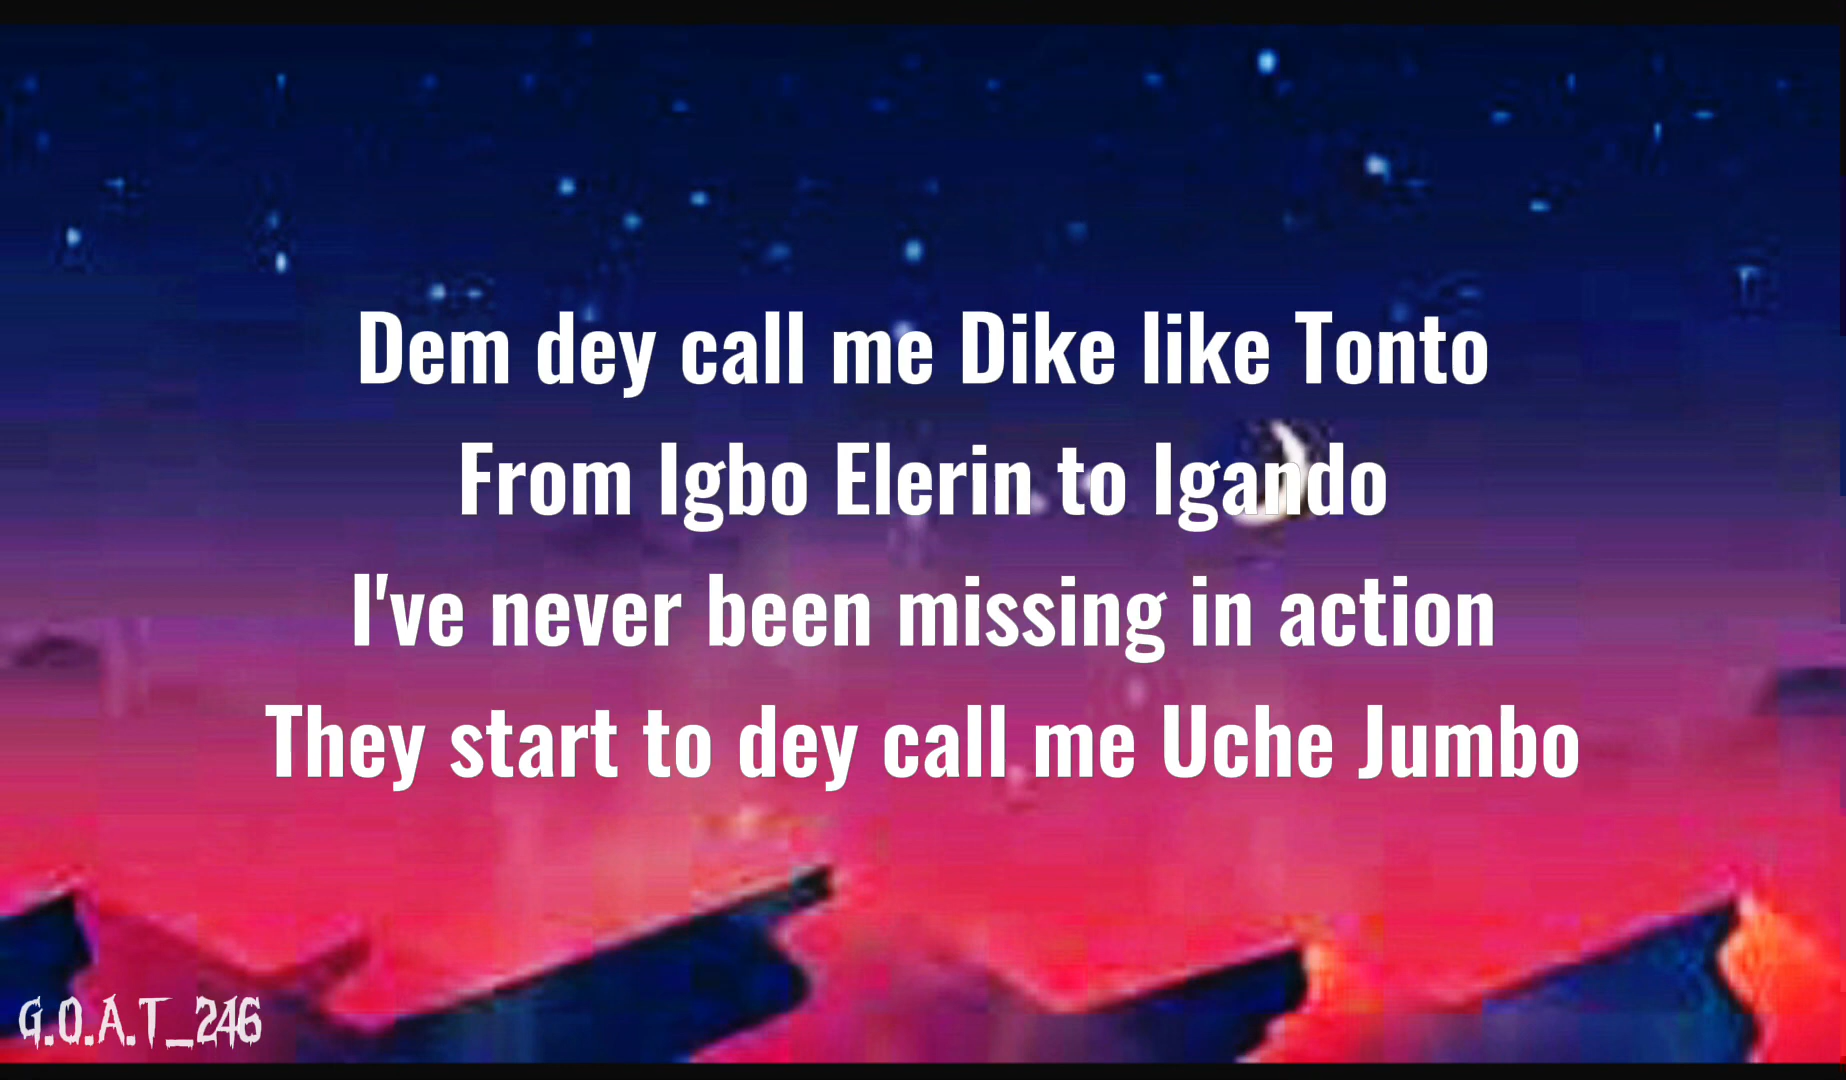 Dem dey call me Dike like Tonto
From Igbo Elerin to Igando
I've never been missing in action
They start to dey call me Uche Jumbo
G.O.A.T_246